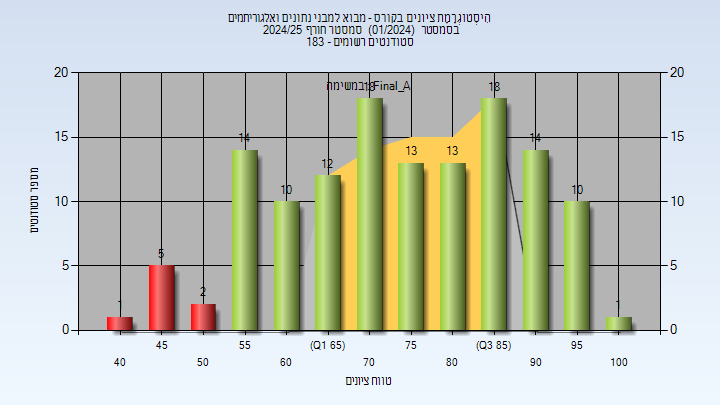 היסטוגרמת ציונים בקורס - מבוא למבני נתונים ואלגוריתמים
בסמסטר (01/2024) סמסטר חורף 2024/25
סטודנטים רשומים - 183
במשימה: Final_A
מספר סטודנטים
20 20
15 15
10 10
5 5
0 0
1 5 2 14 10 12 18 13 13 18 14 10 1
45 55 (Q1 65) 75 (Q3 85) 95
40 50 60 70 80 90 100
טווח ציונים